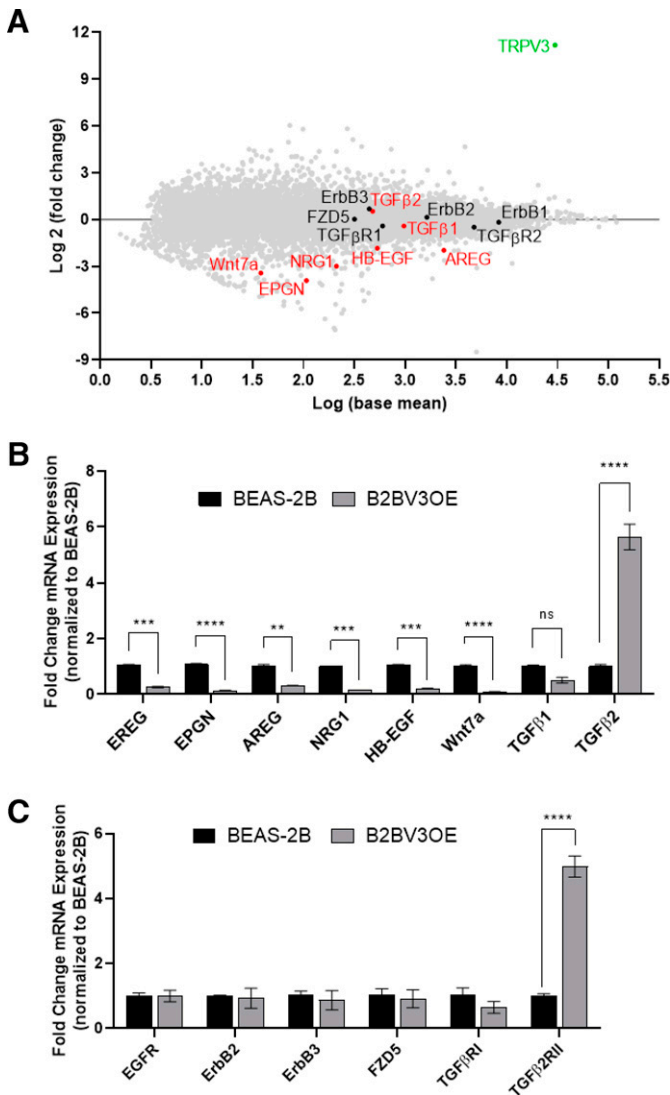 A
Log 2 (fold change)
12
9
6
3
0
-3
-6
-9
TRPV3
ErbB3
TGFβ2
ErbB2
ErbB1
FZD5
TGFβ1
TGFβR1
TGFβR2
NRG1
HB-EGF
AREG
Wnt7a
EPGN
0.0 0.5 1.0 1.5 2.0 2.5 3.0 3.5 4.0 4.5 5.0 5.5
Log (base mean)
B
Fold Change mRNA Expression
(normalized to BEAS-2B)
8
6
4
2
0
BEAS-2B B2BV3OE
*** **** ** *** *** **** ns ****
EREG EPGN AREG NRG1 HB-EGF Wnt7a TGFβ1 TGFβ2
C
Fold Change mRNA Expression
(normalized to BEAS-2B)
6
4
2
0
BEAS-2B B2BV3OE
****
EGFR ErbB2 ErbB3 FZD5 TGFβRI TGFβ2RII